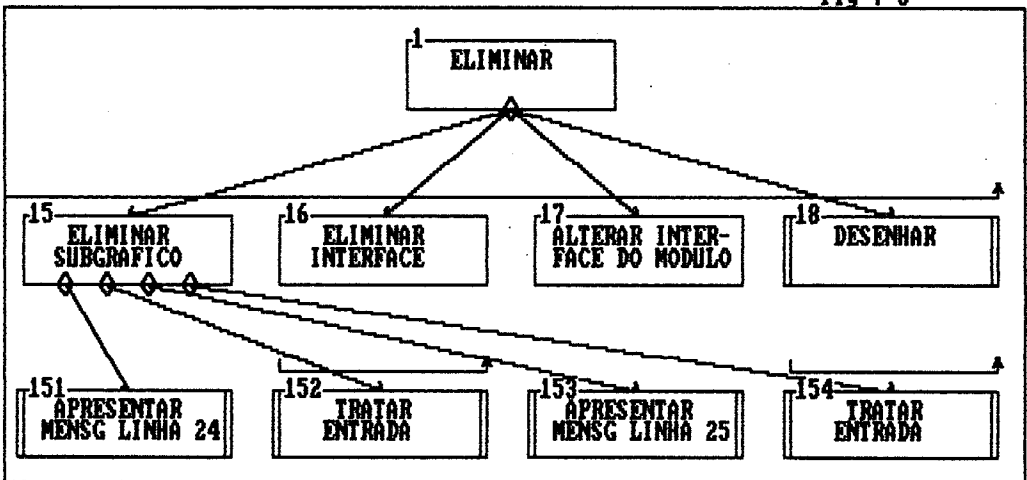 1
ELIMINAR
15
ELIMINAR
SUBGRAFICO
16
ELIMINAR
INTERFACE
17
ALTERAR INTER-
FACE DO MODULO
18
DESENHAR
151
APRESENTAR
MENSG LINHA 24
152
TRATAR
ENTRADA
153
APRESENTAR
MENSG LINHA 25
154
TRATAR
ENTRADA